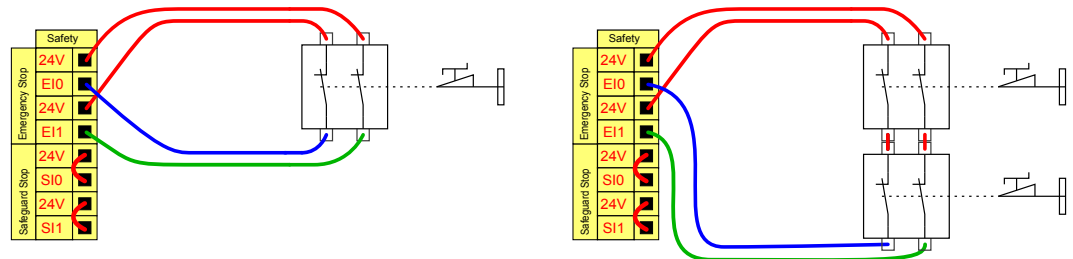 Safety
Emergency Stop
24V
EI0
24V
EI1
Safeguard Stop
24V
SI0
24V
SI1
Safety
Emergency Stop
24V
EI0
24V
EI1
Safeguard Stop
24V
SI0
24V
SI1